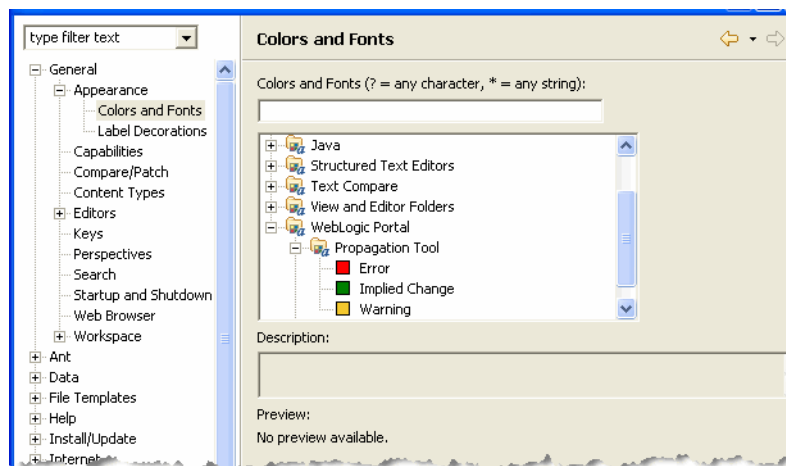 type filter text
General
Appearance
Colors and Fonts
Label Decorations
Capabilities
Compare/Patch
Content Types
Editors
Keys
Perspectives
Search
Startup and Shutdown
Web Browser
Workspace
Ant
Data
File Templates
Help
Install/Update
Internet
Colors and Fonts
Colors and Fonts (? = any character, * = any string):
Java
Structured Text Editors
Text Compare
View and Editor Folders
WebLogic Portal
Propagation Tool
Error
Implied Change
Warning
Description:
Preview:
No preview available.